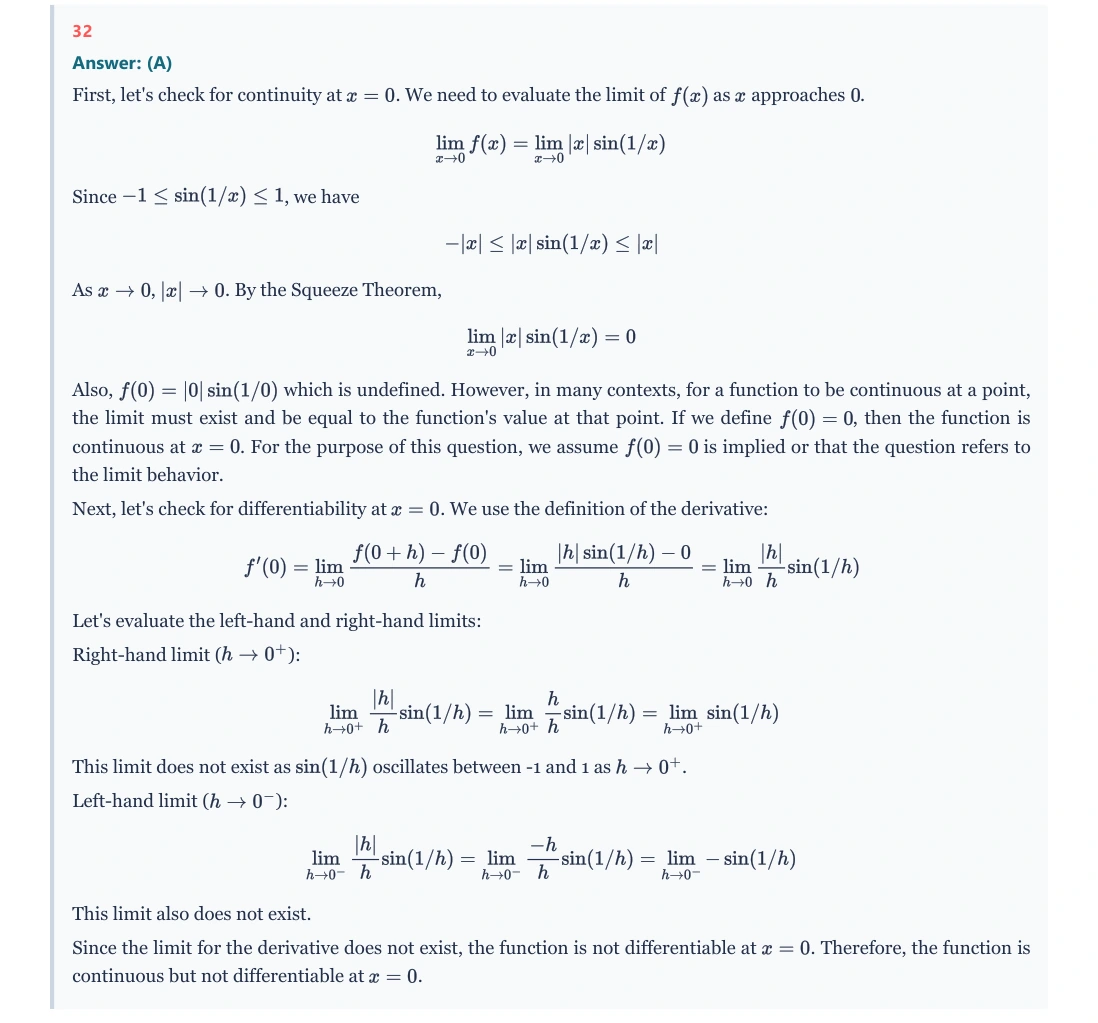 32
Answer: (A)
First, let's check for continuity at x = 0. We need to evaluate the limit of f(x) as x approaches 0.
lim_{x→0} f(x) = lim_{x→0} |x| sin(1/x)
Since −1 ≤ sin(1/x) ≤ 1, we have
−|x| ≤ |x| sin(1/x) ≤ |x|
As x → 0, |x| → 0. By the Squeeze Theorem,
lim_{x→0} |x| sin(1/x) = 0
Also, f(0) = |0| sin(1/0) which is undefined. However, in many contexts, for a function to be continuous at a point,
the limit must exist and be equal to the function's value at that point. If we define f(0) = 0, then the function is
continuous at x = 0. For the purpose of this question, we assume f(0) = 0 is implied or that the question refers to
the limit behavior.
Next, let's check for differentiability at x = 0. We use the definition of the derivative:
f′(0) = lim_{h→0} (f(0 + h) − f(0))/h = lim_{h→0} (|h| sin(1/h) − 0)/h = lim_{h→0} |h|/h sin(1/h)
Let's evaluate the left-hand and right-hand limits:
Right-hand limit (h → 0⁺):
lim_{h→0⁺} |h|/h sin(1/h) = lim_{h→0⁺} h/h sin(1/h) = lim_{h→0⁺} sin(1/h)
This limit does not exist as sin(1/h) oscillates between -1 and 1 as h → 0⁺.
Left-hand limit (h → 0⁻):
lim_{h→0⁻} |h|/h sin(1/h) = lim_{h→0⁻} −h/h sin(1/h) = lim_{h→0⁻} − sin(1/h)
This limit also does not exist.
Since the limit for the derivative does not exist, the function is not differentiable at x = 0. Therefore, the function is
continuous but not differentiable at x = 0.